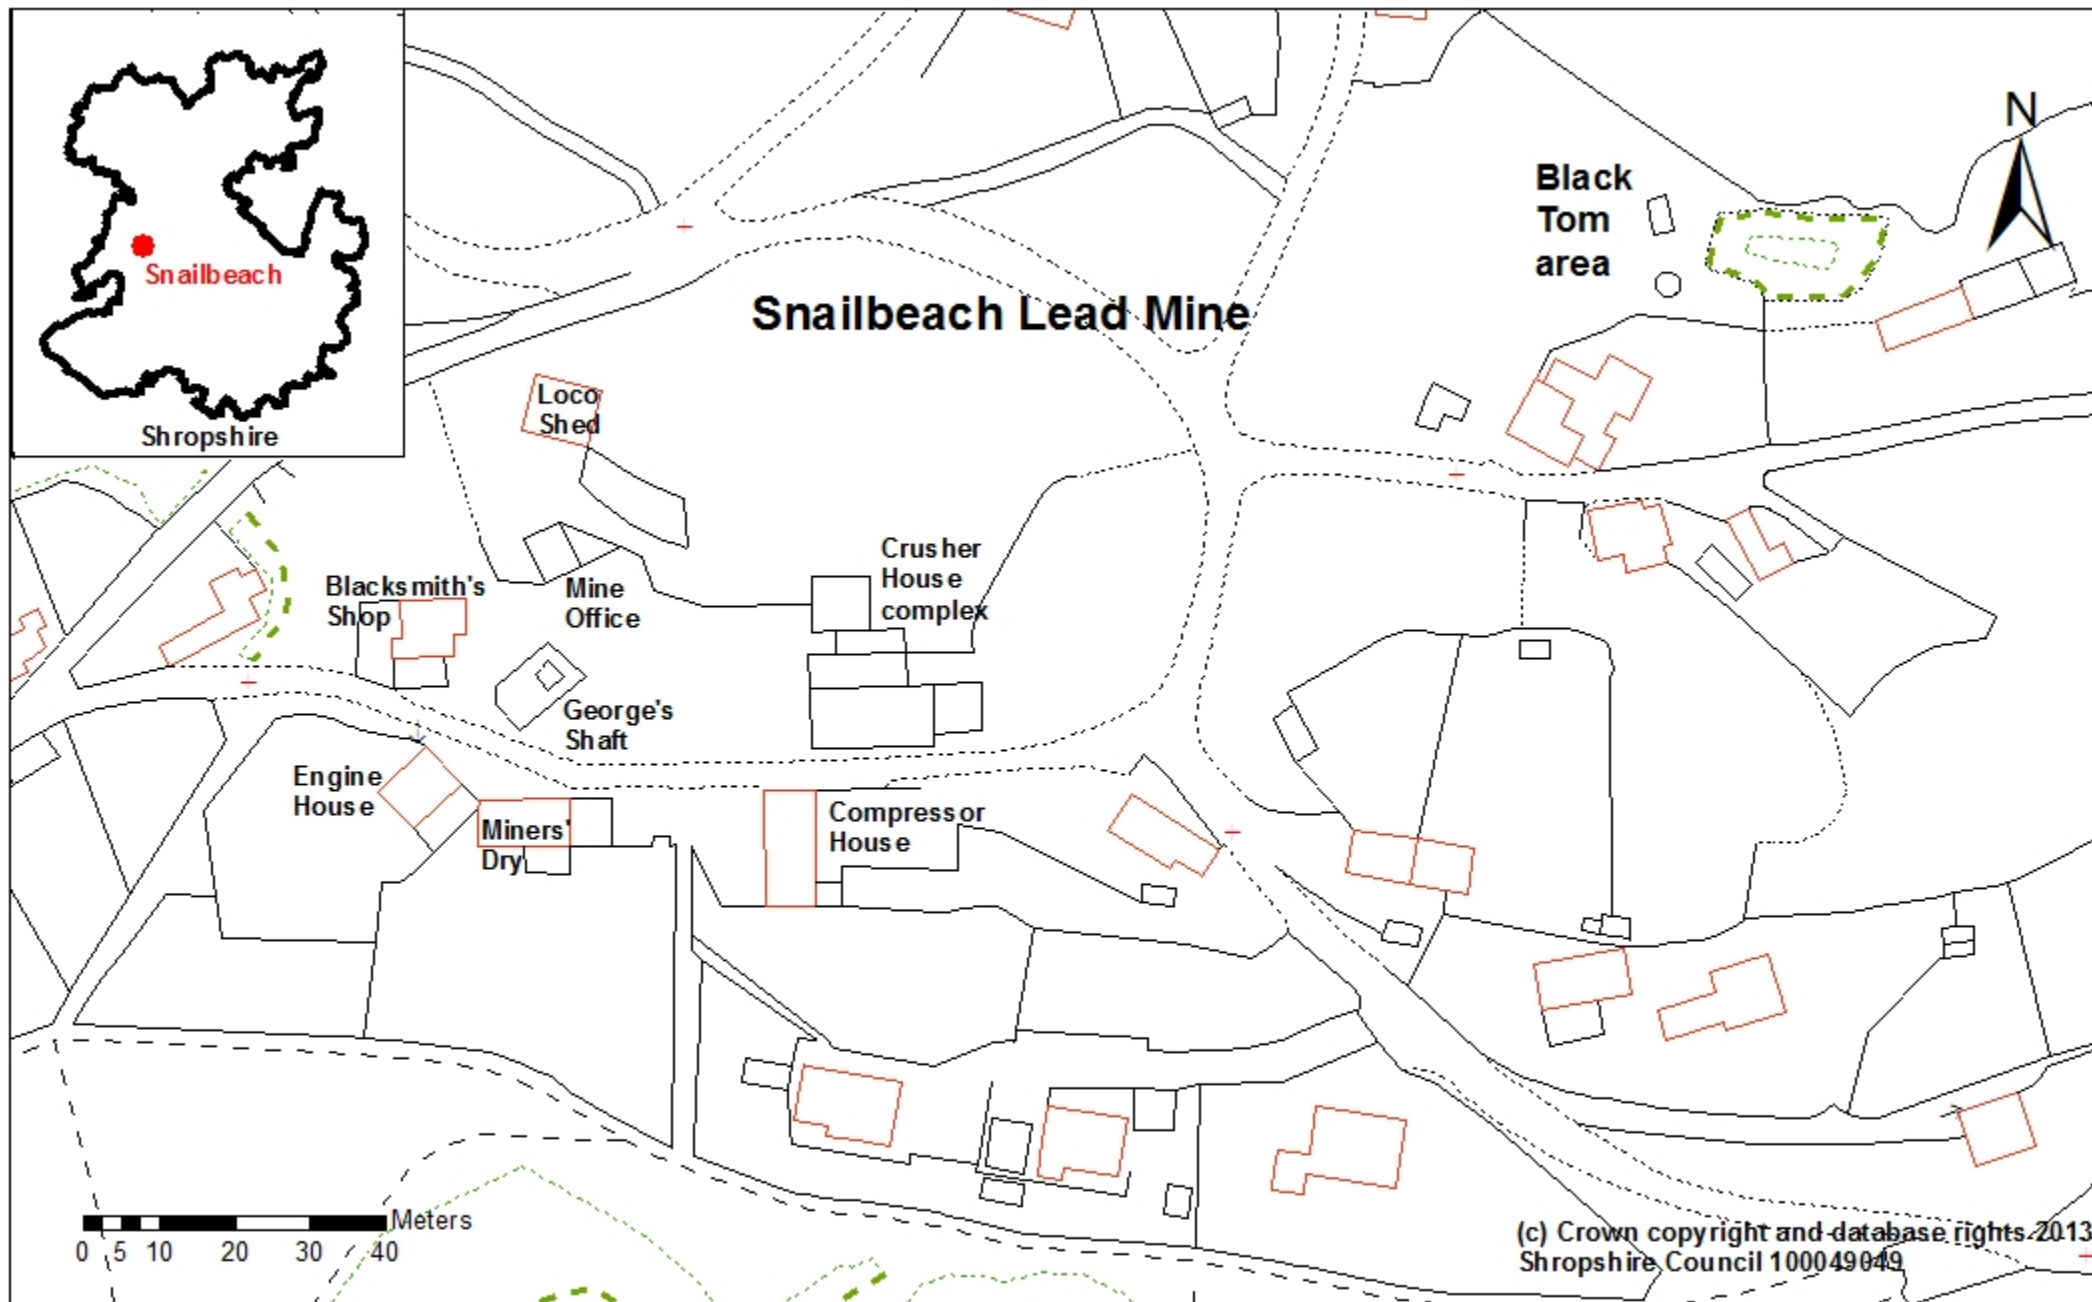 Snailbeach
Shropshire
Snailbeach Lead Mine
Black
Tom
area
N
Loco
Shed
Blacksmith's
Shop
Mine
Office
Crusher
House
complex
George's
Shaft
Engine
House
Miners'
Dry
Compressor
House
Meters
0 5 10 20 30 40
(c) Crown copyright and database rights 2013
Shropshire Council 100049049